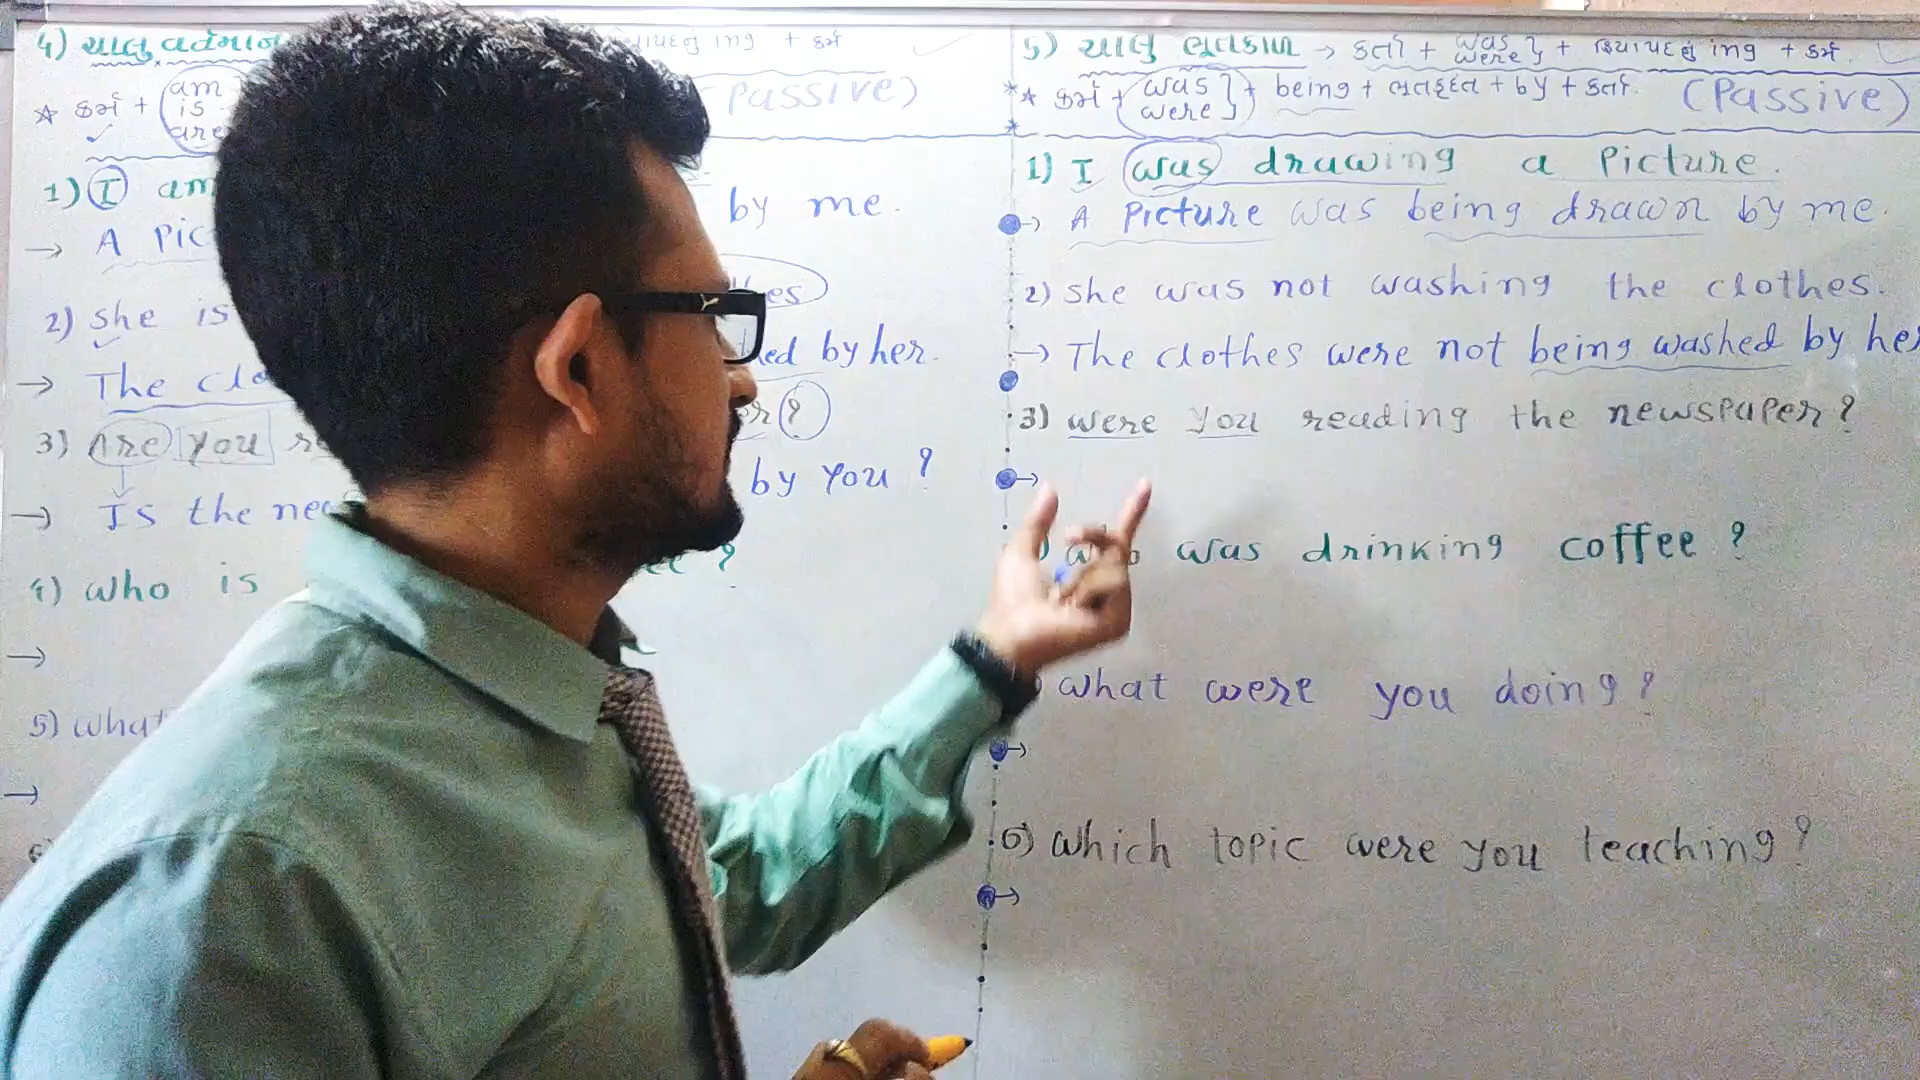 4) ચાલુ વર્તમાન
ing + કર્મ
* કર્મ + am is are
(Passive)
1) I am
→ A Pic
by me.
2) She is
→ The clo
by her.
3) Are you
?
→ Is the ne
by you ?
4) who is
?
→
5) what
→
5) ચાલુ ભૂતકાળ → કર્તા + was were } + ક્રિયાપદનું ing + કર્મ.
** કર્મ + was were } + being + ભૂતકૃદંત + by + કર્તા. (Passive)
1) I was drawing a Picture.
→ A Picture was being drawn by me.
2) She was not washing the clothes.
→ The clothes were not being washed by her
3) were you reading the newspaper?
→
was drinking coffee ?
what were you doing?
→
6) which topic were you teaching?
→